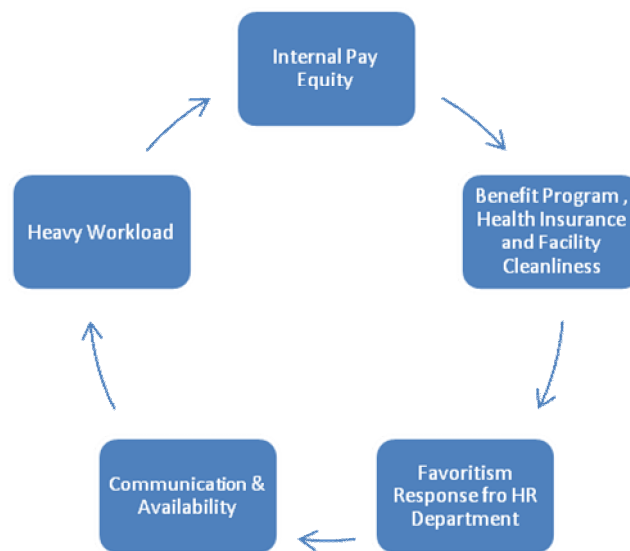 Internal Pay
Equity
Benefit Program ,
Health Insurance
and Facility
Cleanliness
Favoritism
Response fro HR
Department
Communication &
Availability
Heavy Workload